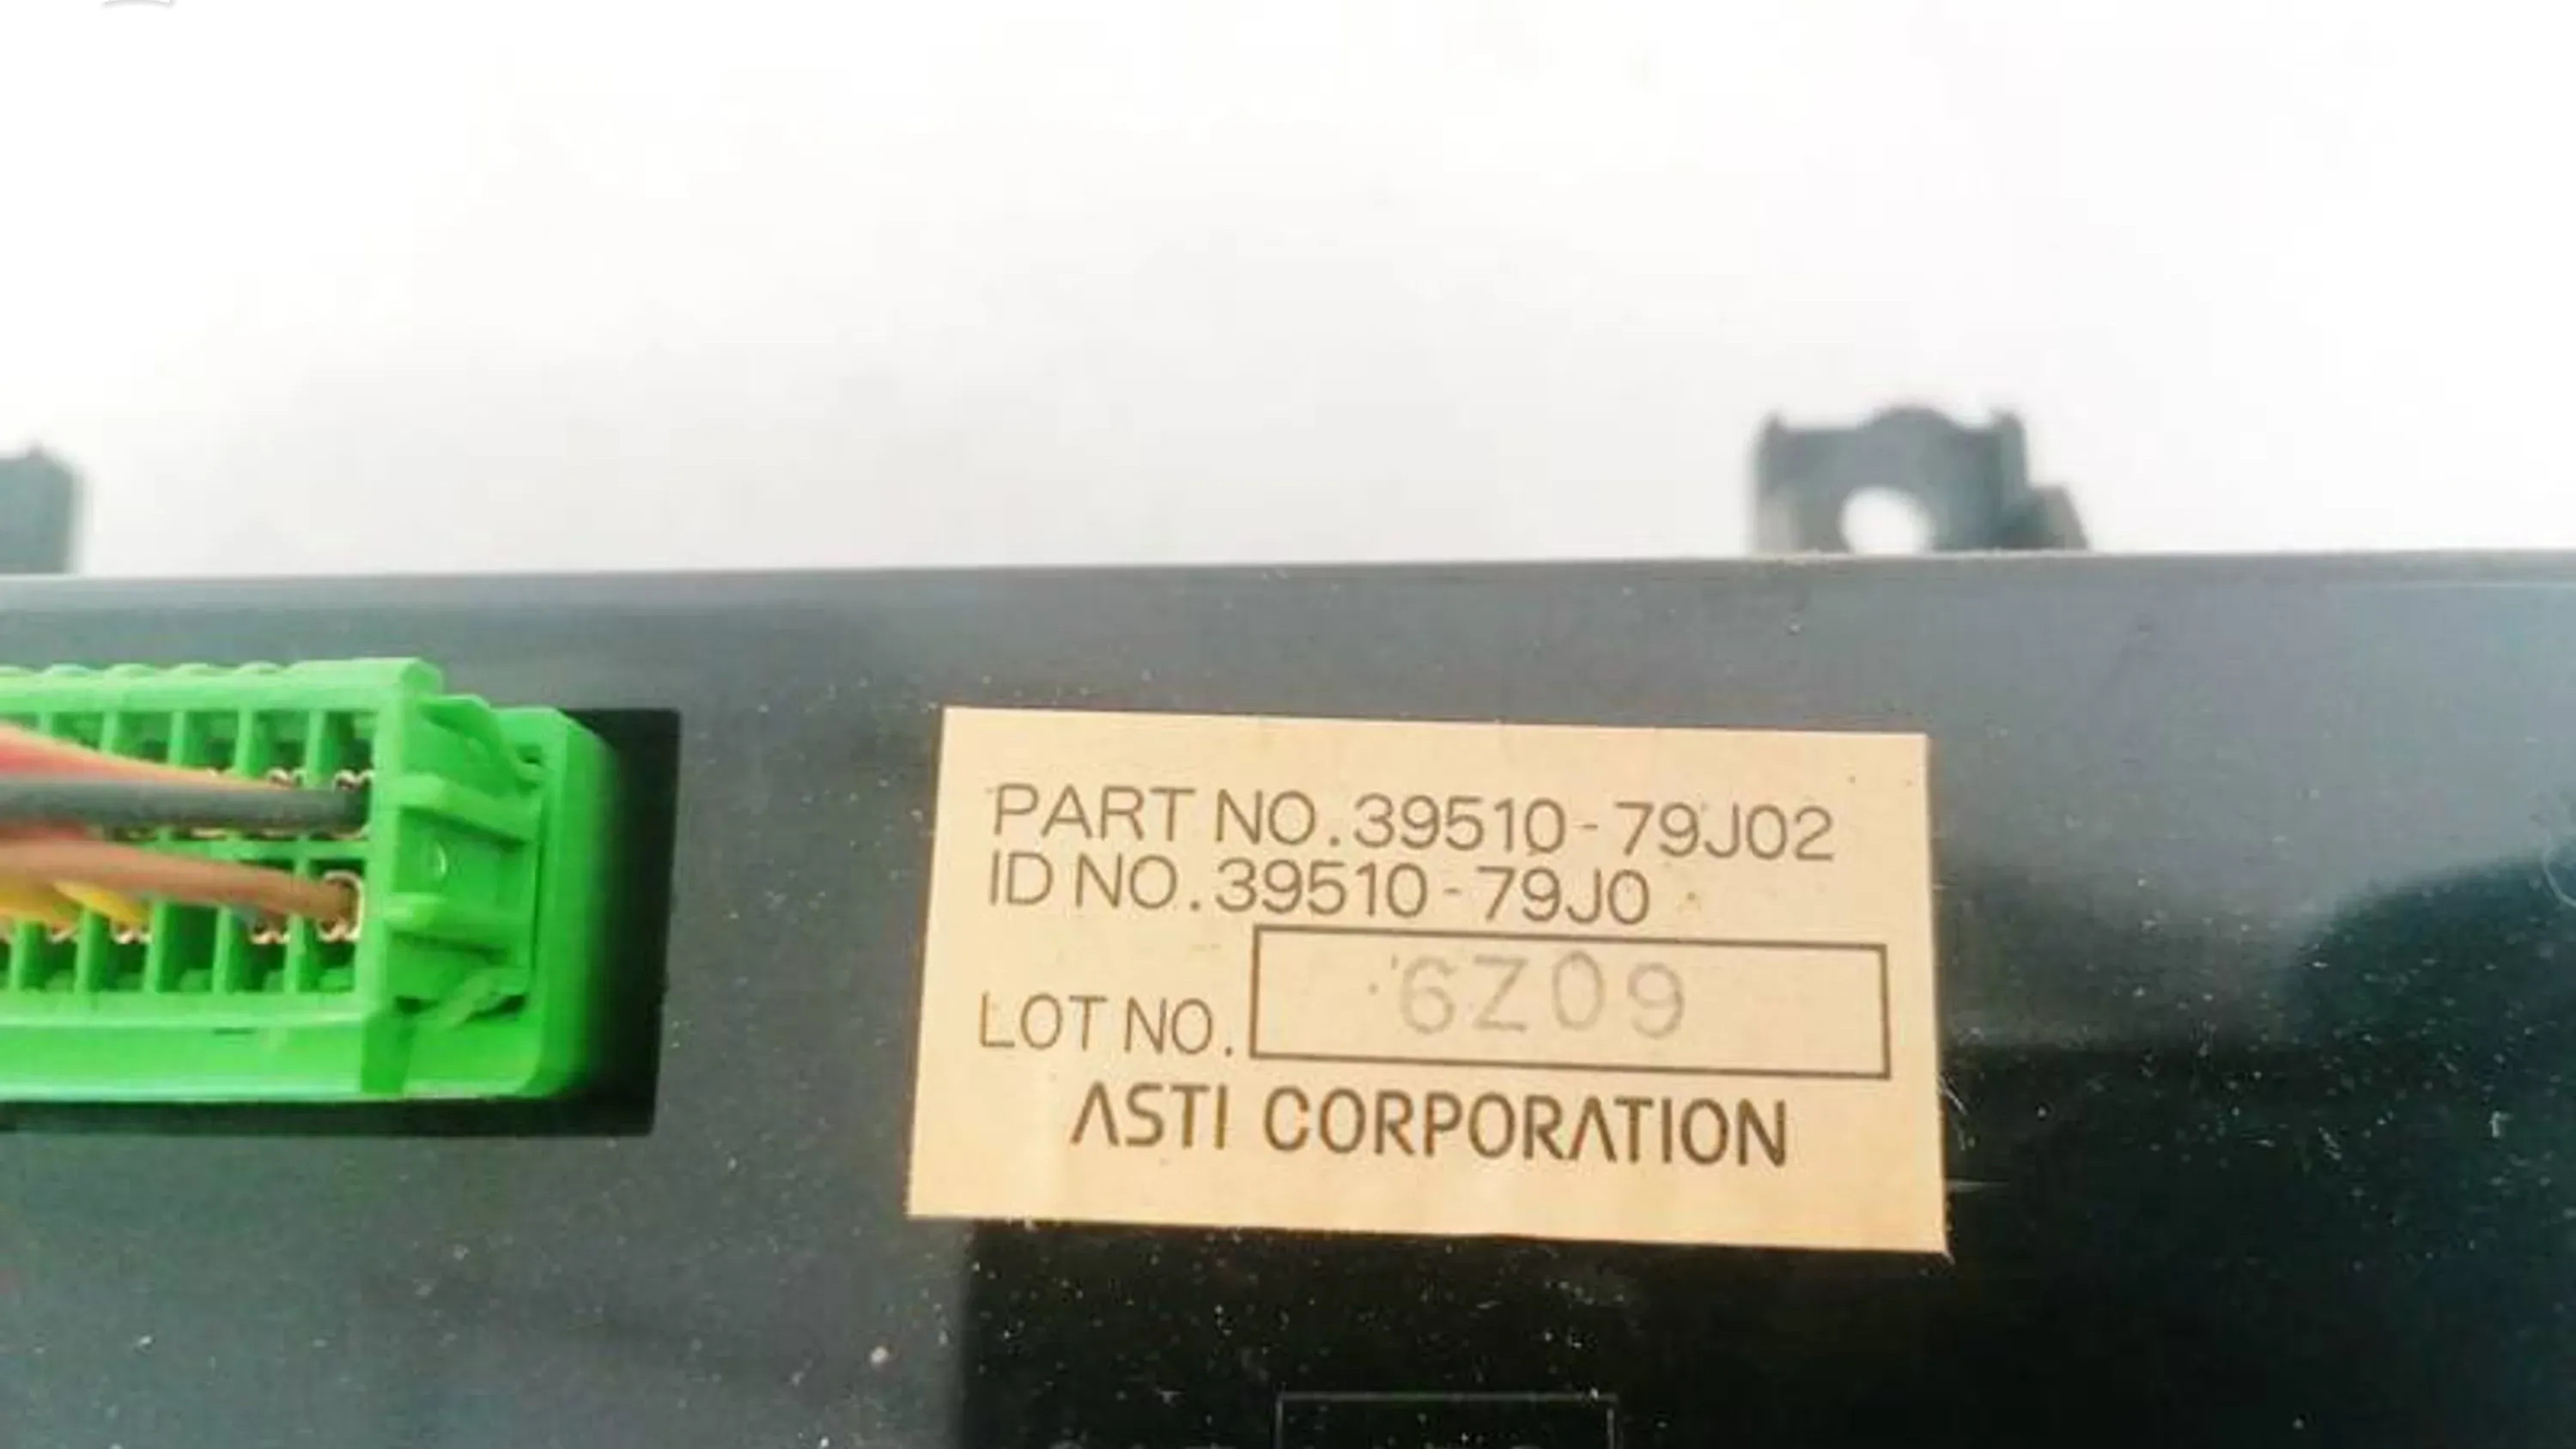 PART NO.39510-79J02
ID NO.39510-79J0
LOT NO. 6Z09
ASTI CORPORATION